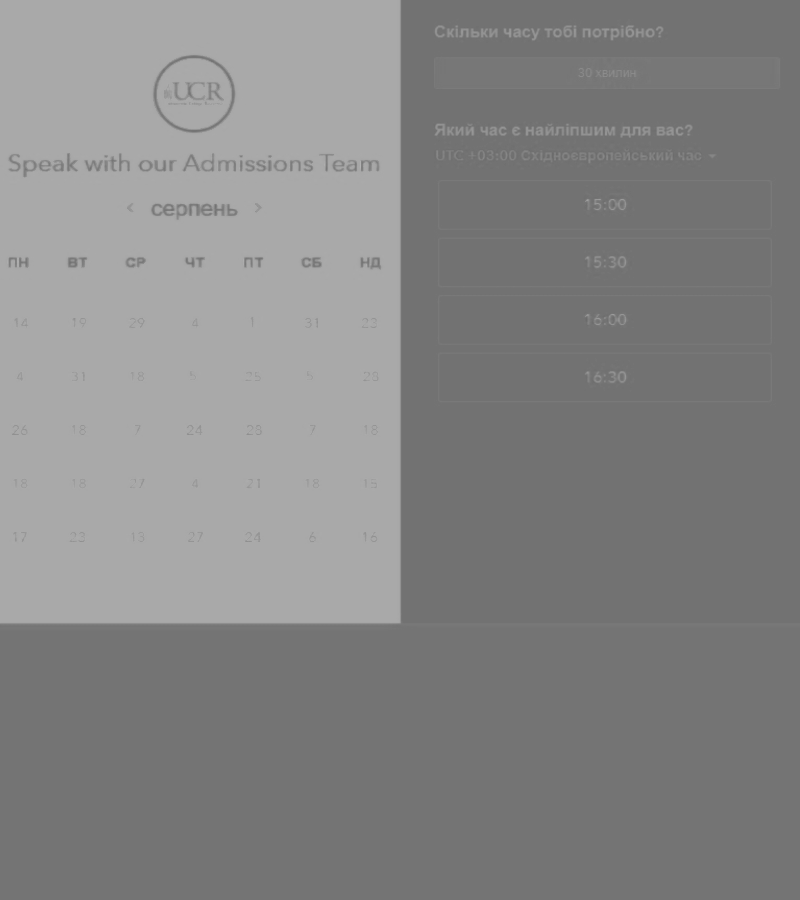 UCR
Speak with our Admissions Team
< серпень >
ПН ВТ СР ЧТ ПТ СБ НД
14 19 29 4 1 31 23
4 31 18 5 25 5 28
26 18 7 24 28 7 18
18 18 27 4 21 18 15
17 23 13 27 24 6 16
Скільки часу тобі потрібно?
30 хвилин
Який час є найліпшим для вас?
UTC +03:00 Східноєвропейський час
15:00
15:30
16:00
16:30